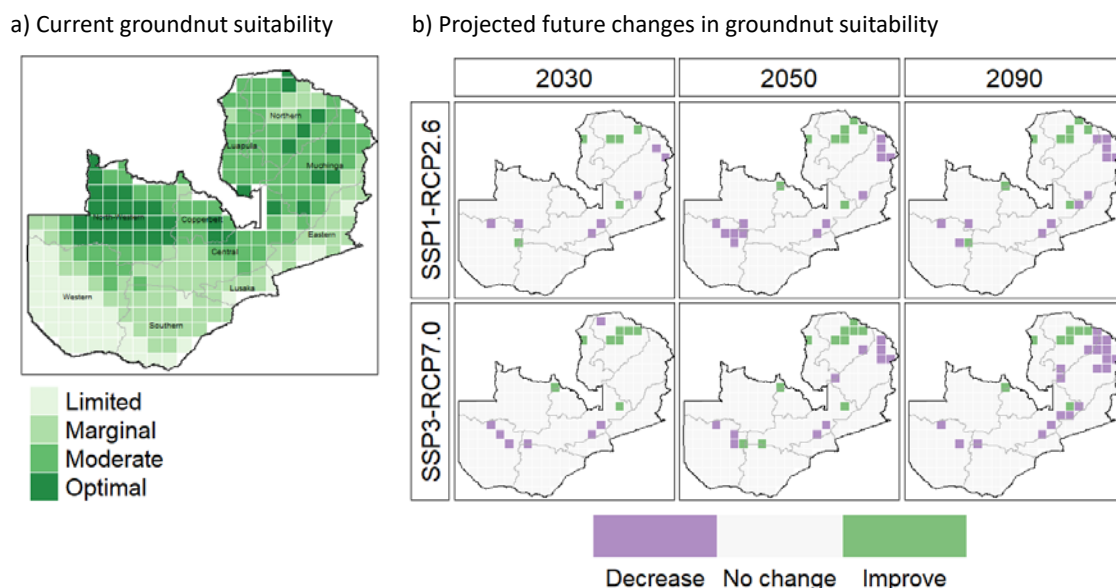 a) Current groundnut suitability
Northern
Luapula
Muchinga
North-Western
Copperbelt
Central
Eastern
Lusaka
Western
Southern
Limited
Marginal
Moderate
Optimal
b) Projected future changes in groundnut suitability
2030 2050 2090
SSP1-RCP2.6
SSP3-RCP7.0
Decrease No change Improve